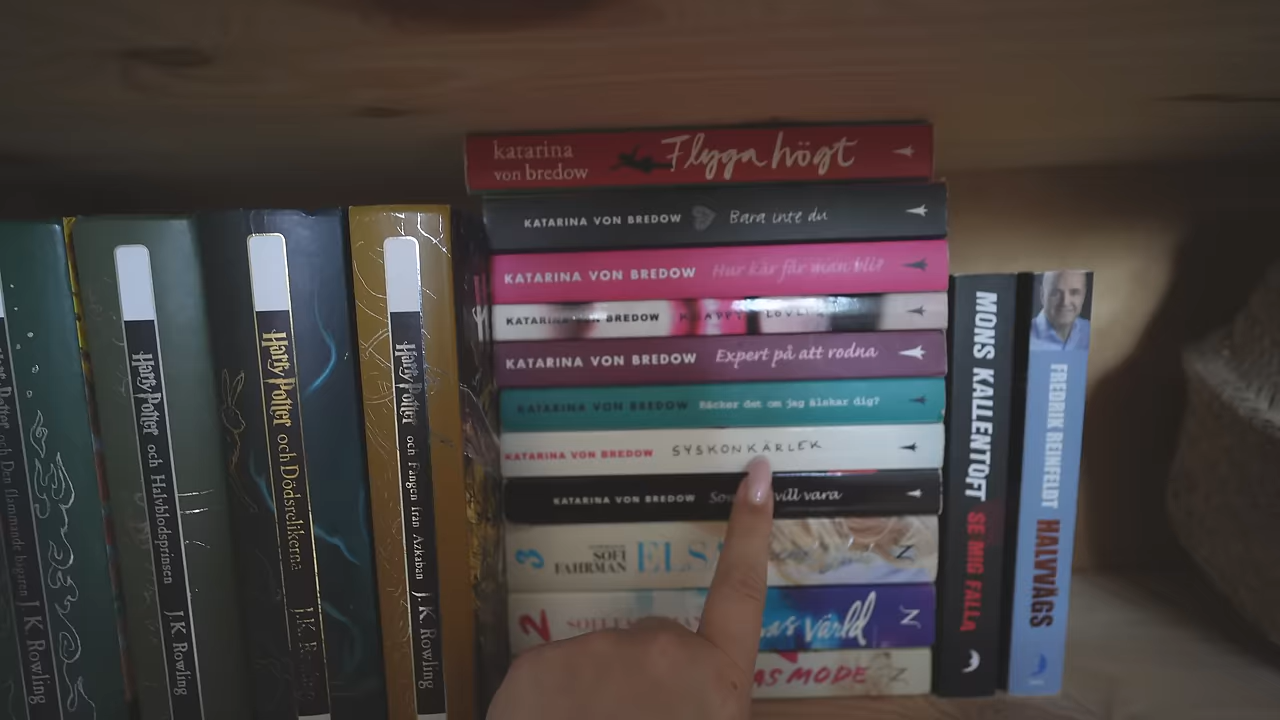 Potter och Den flammande bägaren J. K. Rowling
Harry Potter och Halvblodsprinsen J.K. Rowling
Harry Potter och Dödsrelikerna J.K. Rowling
Harry Potter och Fången från Azkaban J. K. Rowling
katarina von bredow Flyga högt
KATARINA VON BREDOW Bara inte du
KATARINA VON BREDOW Hur kär får man bli?
KATARINA VON BREDOW
KATARINA VON BREDOW Expert på att rodna
KATARINA VON BREDOW Räcker det om jag älskar dig?
KATARINA VON BREDOW SYSKONKÄRLEK
KATARINA VON BREDOW vill vara
3 SOFI FAHRMAN ELSA N
2 värld N
MODE N
MONS KALLENTOFT SE MIG FALLA
FREDRIK REINFELDT HALVVÄGS